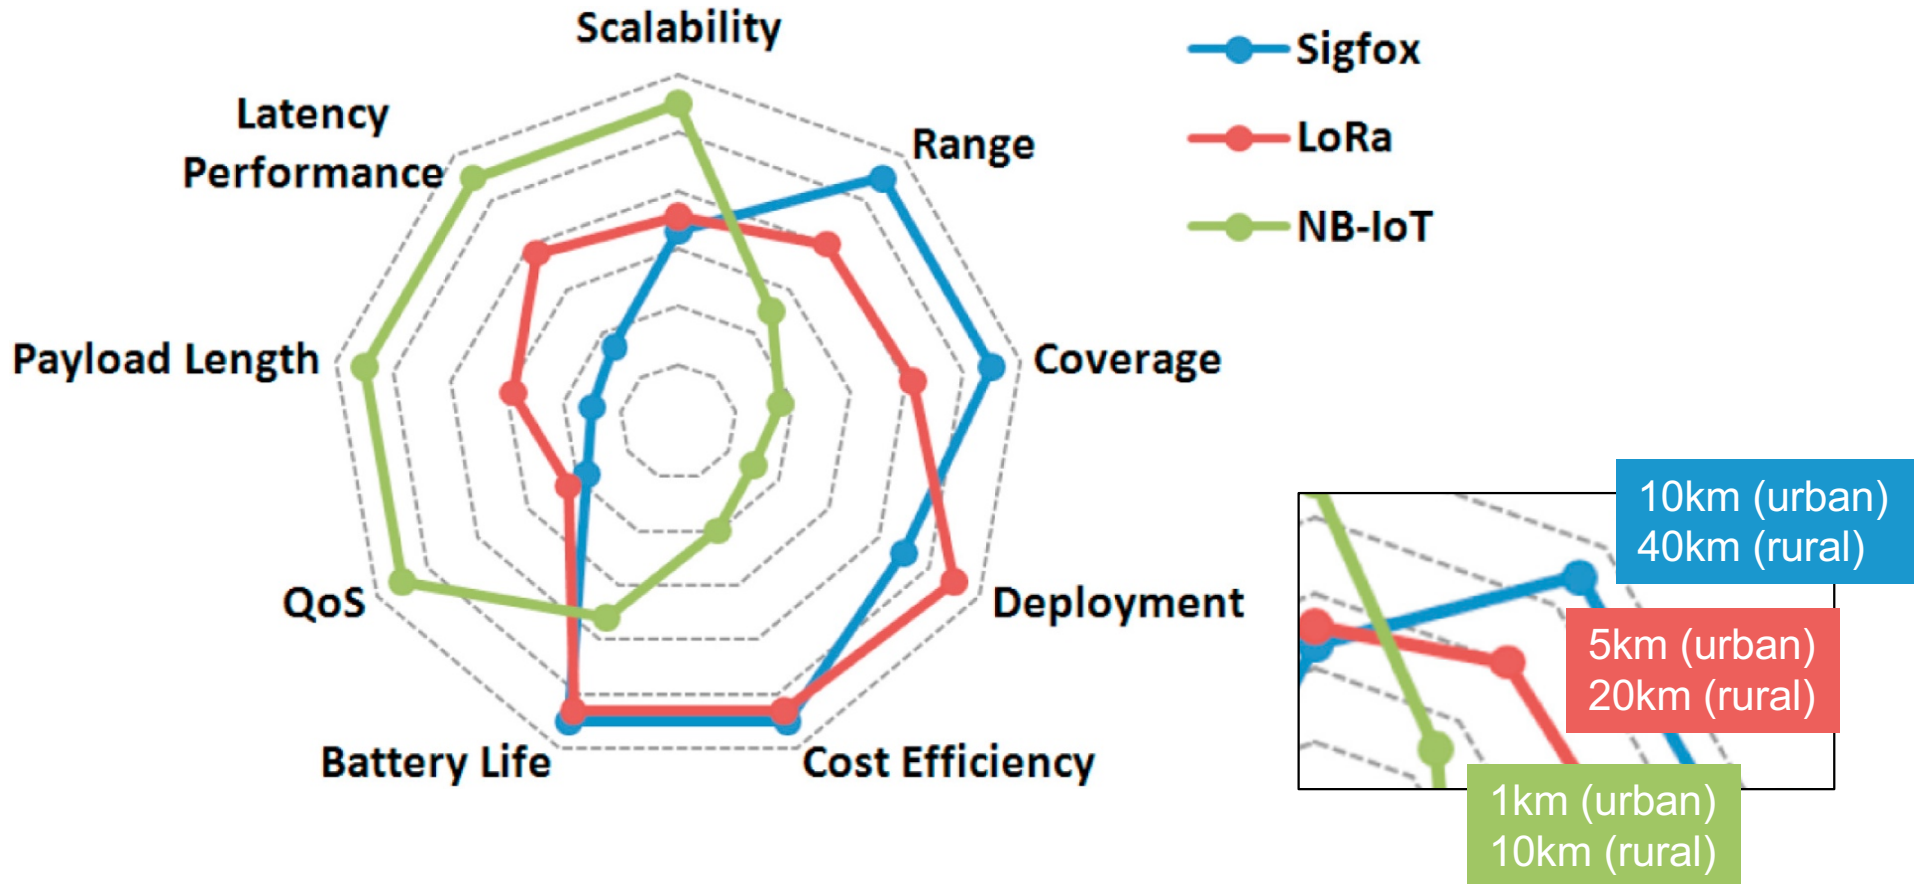 Scalability
Latency
Performance
Range
Payload Length
Coverage
QoS
Deployment
Battery Life
Cost Efficiency
Sigfox
LoRa
NB-IoT
10km (urban)
40km (rural)
5km (urban)
20km (rural)
1km (urban)
10km (rural)